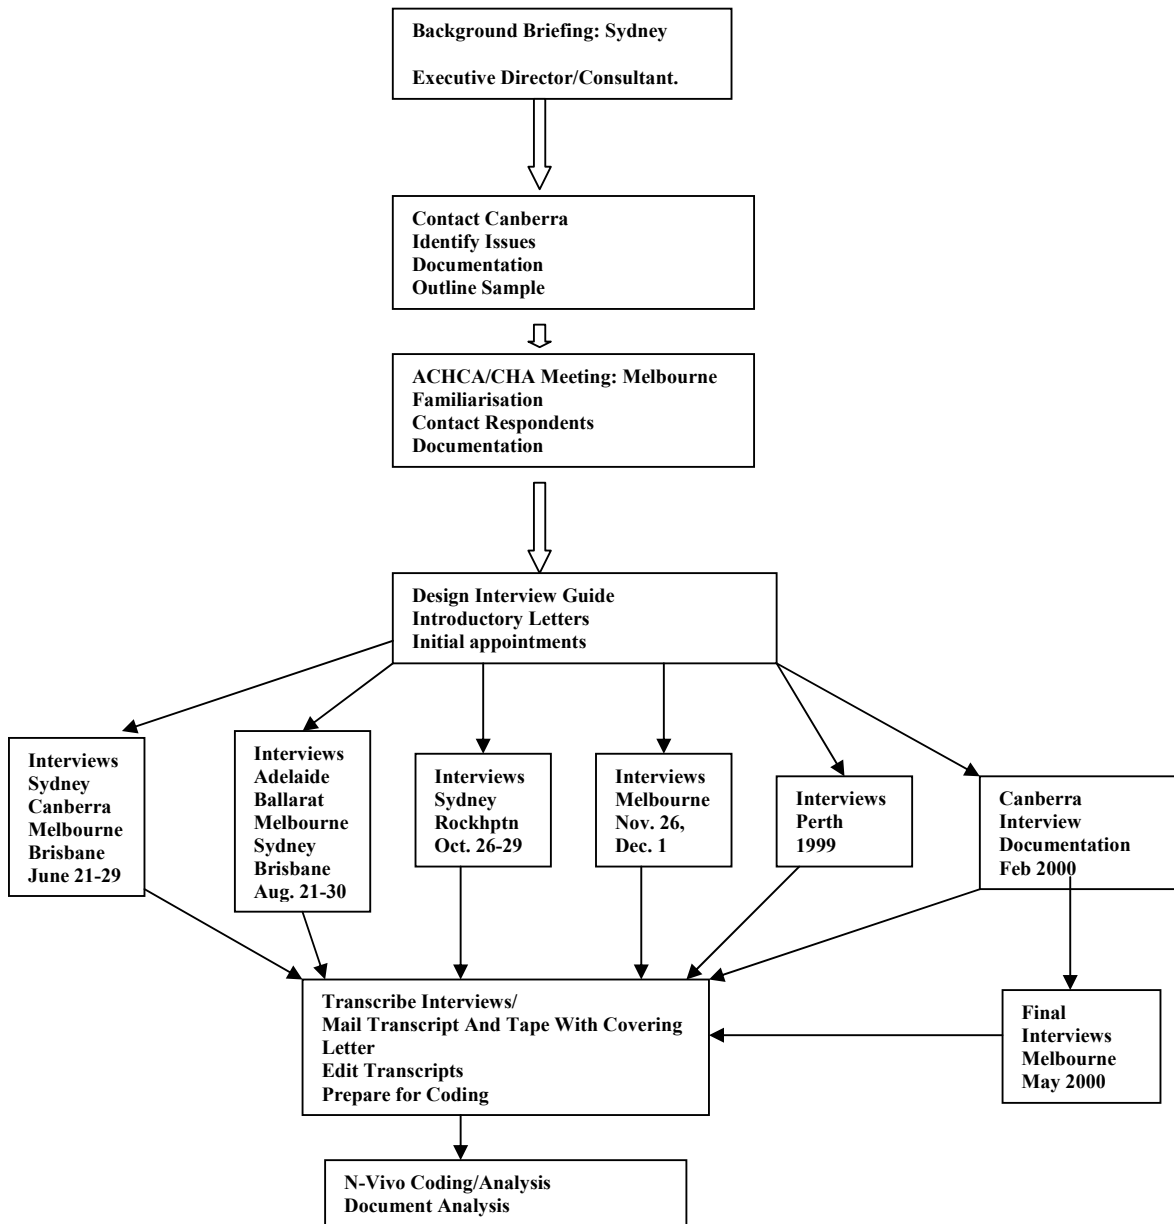 Background Briefing: Sydney
Executive Director/Consultant.
Contact Canberra
Identify Issues
Documentation
Outline Sample
ACHCA/CHA Meeting: Melbourne
Familiarisation
Contact Respondents
Documentation
Design Interview Guide
Introductory Letters
Initial appointments
Interviews
Sydney
Canberra
Melbourne
Brisbane
June 21-29
Interviews
Adelaide
Ballarat
Melbourne
Sydney
Brisbane
Aug. 21-30
Interviews
Sydney
Rockhptn
Oct. 26-29
Interviews
Melbourne
Nov. 26,
Dec. 1
Interviews
Perth
1999
Canberra
Interview
Documentation
Feb 2000
Transcribe Interviews/
Mail Transcript And Tape With Covering
Letter
Edit Transcripts
Prepare for Coding
Final
Interviews
Melbourne
May 2000
N-Vivo Coding/Analysis
Document Analysis